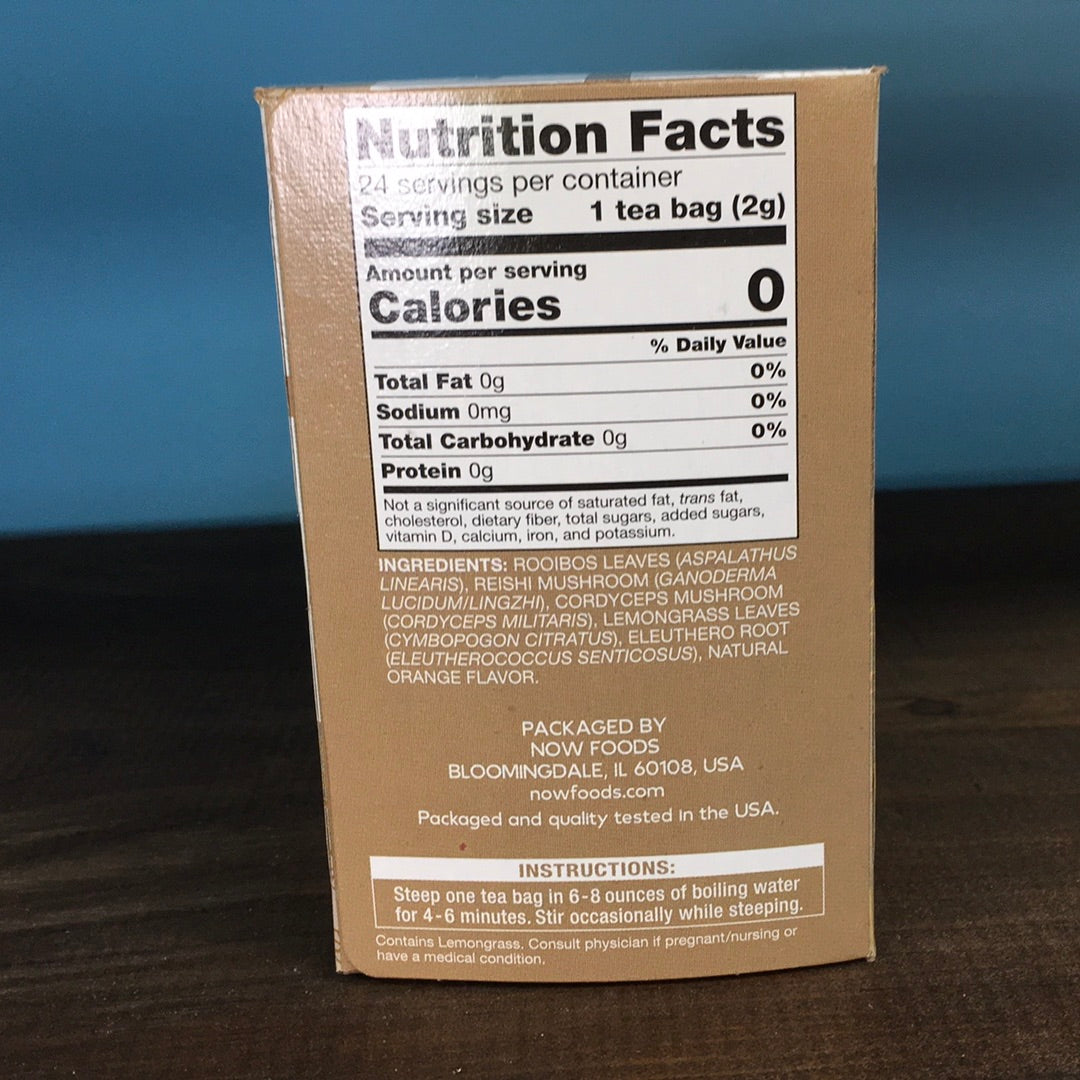 Nutrition Facts
24 servings per container
Serving size 1 tea bag (2g)
Amount per serving
Calories 0
% Daily Value
Total Fat 0g 0%
Sodium 0mg 0%
Total Carbohydrate 0g 0%
Protein 0g
Not a significant source of saturated fat, trans fat,
cholesterol, dietary fiber, total sugars, added sugars,
vitamin D, calcium, iron, and potassium.
INGREDIENTS: ROOIBOS LEAVES (ASPALATHUS
LINEARIS), REISHI MUSHROOM (GANODERMA
LUCIDUM/LINGZHI), CORDYCEPS MUSHROOM
(CORDYCEPS MILITARIS), LEMONGRASS LEAVES
(CYMBOPOGON CITRATUS), ELEUTHERO ROOT
(ELEUTHEROCOCCUS SENTICOSUS), NATURAL
ORANGE FLAVOR.
PACKAGED BY
NOW FOODS
BLOOMINGDALE, IL 60108, USA
nowfoods.com
Packaged and quality tested in the USA.
INSTRUCTIONS:
Steep one tea bag in 6-8 ounces of boiling water
for 4-6 minutes. Stir occasionally while steeping.
Contains Lemongrass. Consult physician if pregnant/nursing or
have a medical condition.